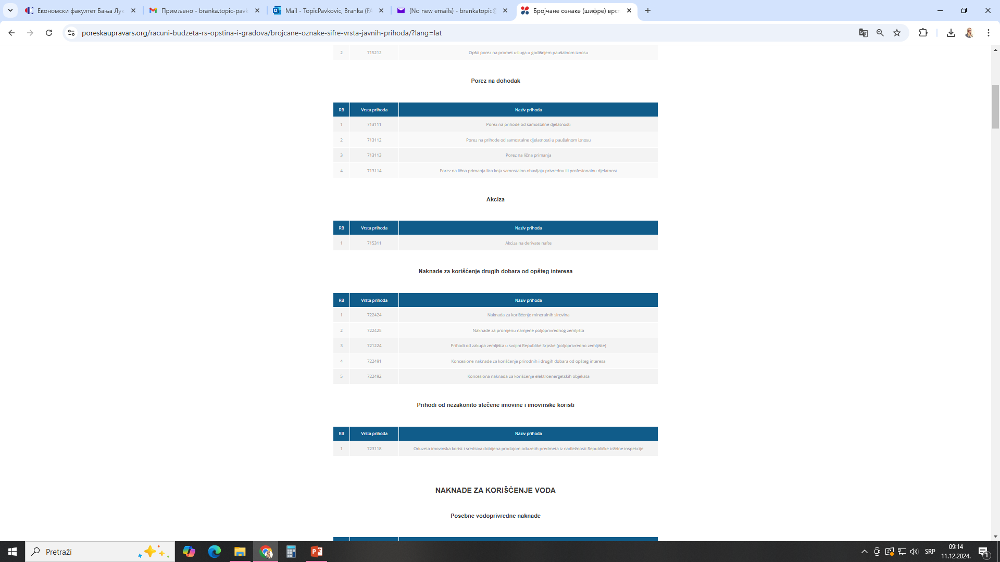 Економски факултет Бања Лук
Примљено - branka.topic-pavk
Mail - TopicPavkovic, Branka (FA
(No new emails) - brankatopic@
Бројчане ознаке (шифре) врст
poreskaupravars.org/racuni-budzeta-rs-opstina-i-gradova/brojcane-oznake-sifre-vrsta-javnih-prihoda/?lang=lat
2 715212 Opšti porez na promet usluga u godišnjem paušalnom iznosu
Porez na dohodak
RB Vrsta prihoda Naziv prihoda
1 713111 Porez na prihode od samostalne djelatnosti
2 713112 Porez na prihode od samostalne djelatnosti u paušalnom iznosu
3 713113 Porez na lična primanja
4 713114 Porez na lična primanja lica koja samostalno obavljaju privrednu ili profesionalnu djelatnost
Akciza
RB Vrsta prihoda Naziv prihoda
1 715311 Akciza na derivate nafte
Naknade za korišćenje drugih dobara od opšteg interesa
RB Vrsta prihoda Naziv prihoda
1 722424 Naknada za korišćenje mineralnih sirovina
2 722425 Naknade za promjenu namjene poljoprivrednog zemljišta
3 721224 Prihodi od zakupa zemljišta u svojini Republike Srpske (poljoprivredno zemljište)
4 722491 Koncesione naknade za korišćenje prirodnih i drugih dobara od opšteg interesa
5 722492 Koncesiona naknada za korišćenje elektroenergetskih objekata
Prihodi od nezakonito stečene imovine i imovinske koristi
RB Vrsta prihoda Naziv prihoda
1 723118 Oduzeta imovinska korist i sredstva dobijena prodajom oduzetih predmeta iz nadležnosti Republičke tržišne inspekcije
NAKNADE ZA KORIŠĆENJE VODA
Posebne vodoprivredne naknade
Pretraži
SRP
09:14
11.12.2024.
1